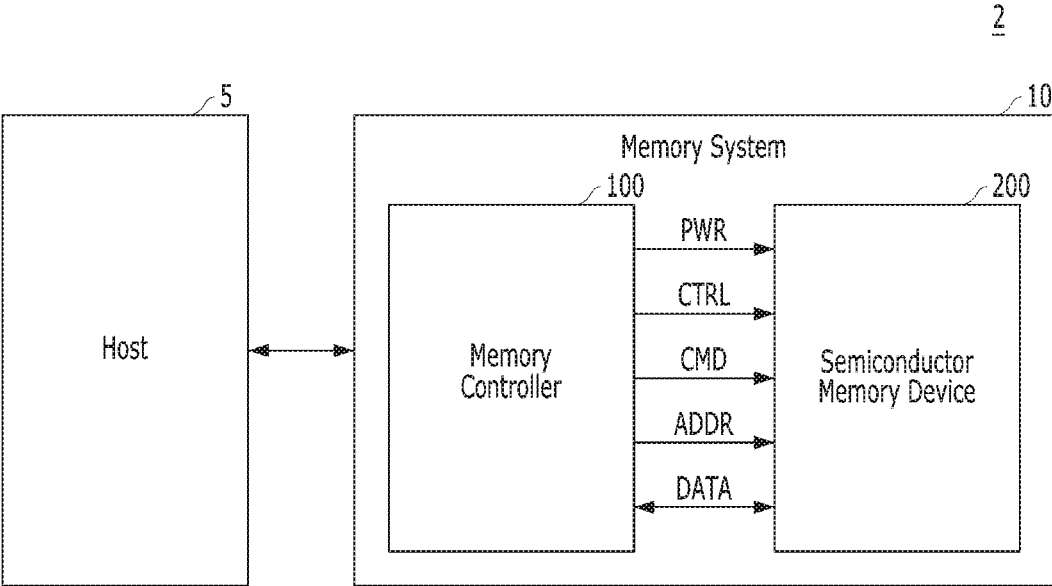 2
5
10
Memory System
100
200
PWR
CTRL
Host
Memory
Controller
CMD
Semiconductor
Memory Device
ADDR
DATA